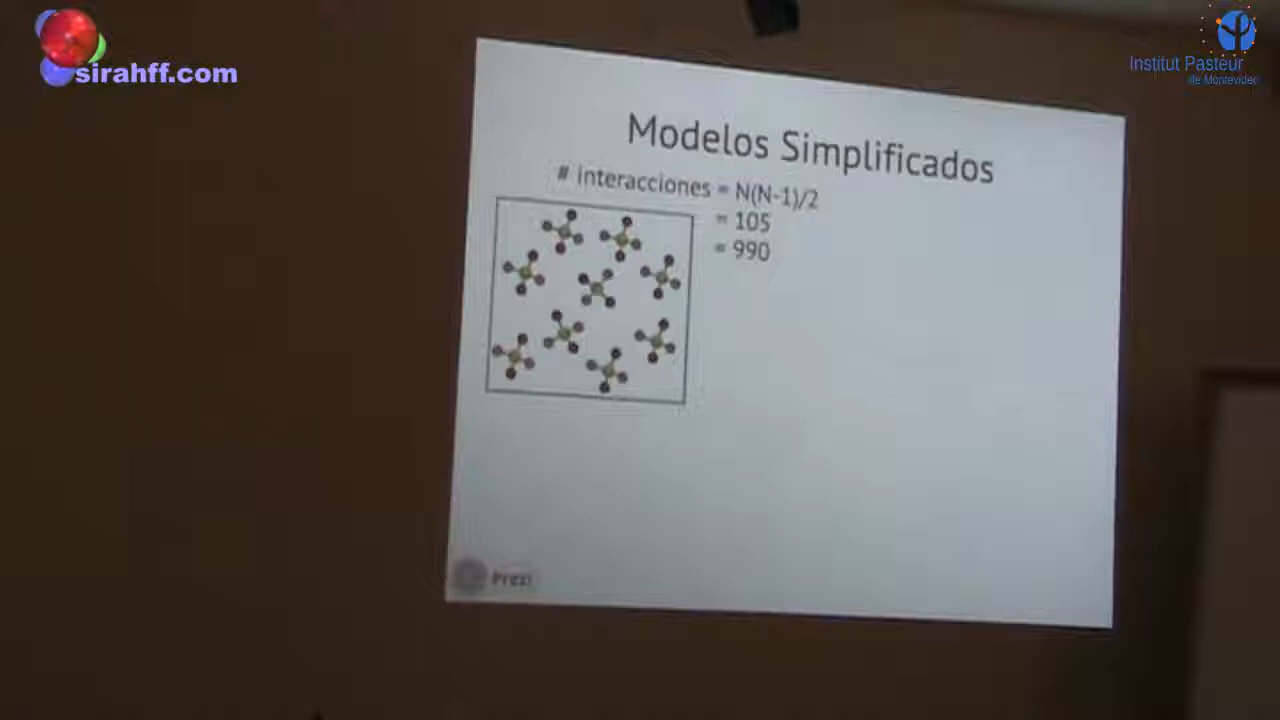 sirahff.com
Institut Pasteur
de Montevideo
Modelos Simplificados
# interacciones = N(N-1)/2
= 105
= 990
Prezi